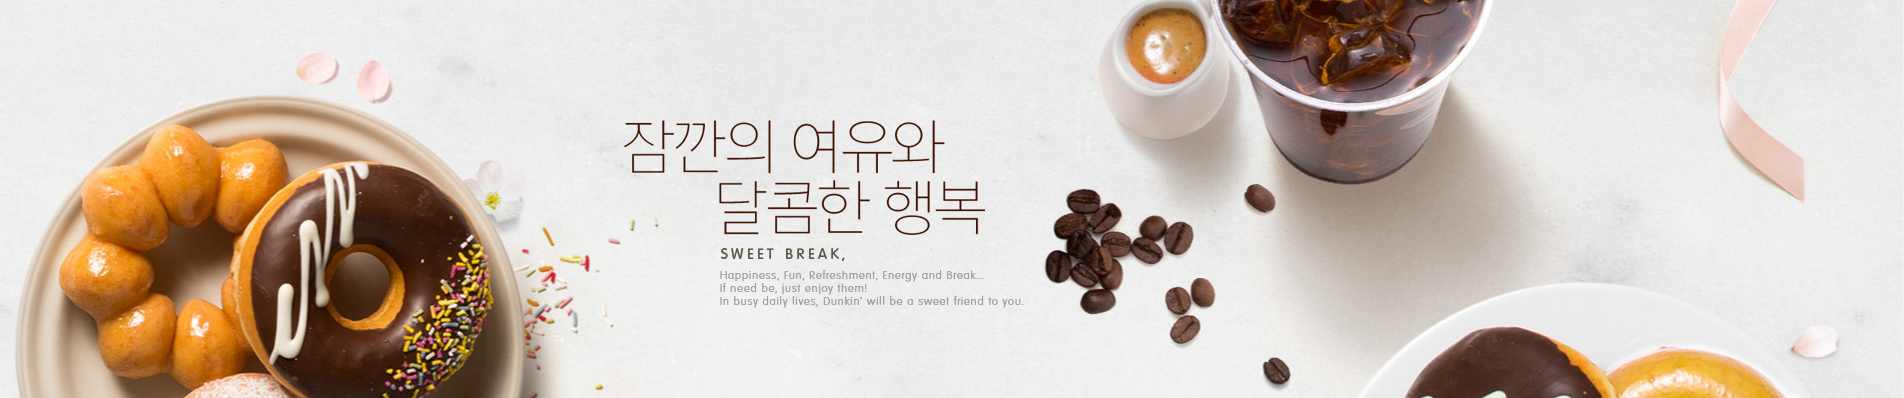 잠깐의 여유와
달콤한 행복
SWEET BREAK,
Happiness, Fun, Refreshment, Energy and Break...
If need be, just enjoy them!
In busy daily lives, Dunkin' will be a sweet friend to you.